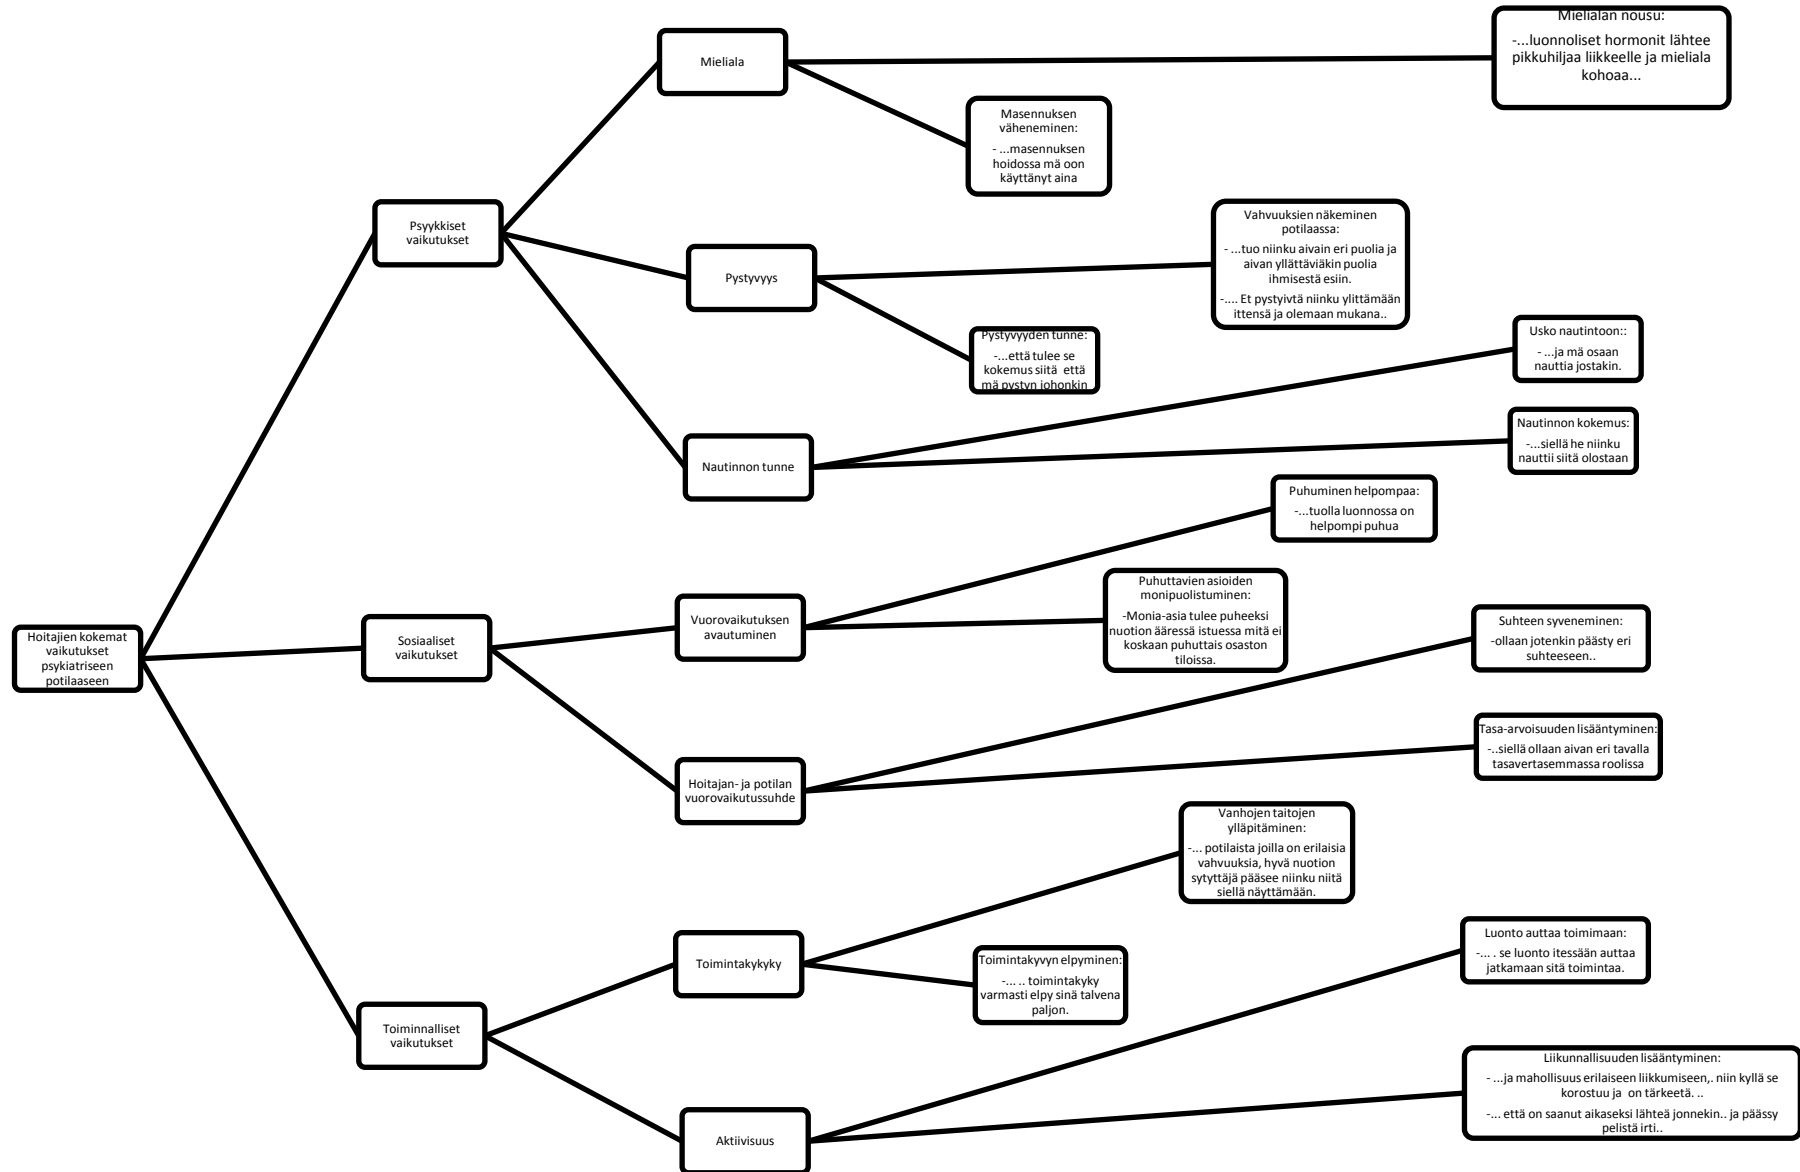 Mielialan nousu:
-...luonnoliset hormonit lähtee
pikkuhiljaa liikkeelle ja mieliala
kohoaa...
Mieliala
Masennuksen
väheneminen:
- ...masennuksen
hoidossa mä oon
käyttänyt aina
Psyykkiset
vaikutukset
Vahvuuksien näkeminen
potilaassa:
- ...tuo niinku aivain eri puolia ja
aivan yllättäviäkin puolia
ihmisestä esiin.
-.... Et pystyivtä niinku ylittämään
ittensä ja olemaan mukana..
Pystyvyys
Pystyvyyden tunne:
-...että tulee se
kokemus siitä että
mä pystyn johonkin
Usko nautintoon::
- ...ja mä osaan
nauttia jostakin.
Nautinnon tunne
Nautinnon kokemus:
-...siellä he niinku
nauttii siitä olostaan
Puhuminen helpompaa:
-...tuolla luonnossa on
helpompi puhua
Hoitajien kokemat
vaikutukset
psykiatriseen
potilaaseen
Sosiaaliset
vaikutukset
Vuorovaikutuksen
avautuminen
Puhuttavien asioiden
monipuolistuminen:
-Monia-asia tulee puheeksi
nuotion ääressä istuessa mitä ei
koskaan puhuttais osaston
tiloissa.
Suhteen syveneminen:
-ollaan jotenkin päästy eri
suhteeseen..
Hoitajan- ja potilan
vuorovaikutussuhde
Tasa-arvoisuuden lisääntyminen:
-..siellä ollaan aivan eri tavalla
tasavertasemmassa roolissa
Vanhojen taitojen
ylläpitäminen:
-... potilaista joilla on erilaisia
vahvuuksia, hyvä nuotion
sytyttäjä pääsee niinku niitä
siellä näyttämään.
Toimintakykyky
Toimintakyvyn elpyminen:
-... .. toimintakyky
varmasti elpy sinä talvena
paljon.
Luonto auttaa toimimaan:
-... . se luonto itessään auttaa
jatkamaan sitä toimintaa.
Toiminnalliset
vaikutukset
Aktiivisuus
Liikunnallisuuden lisääntyminen:
- ...ja mahollisuus erilaiseen liikkumiseen,. niin kyllä se
korostuu ja on tärkeetä. ..
-... että on saanut aikaseksi lähteä jonnekin.. ja päässy
pelistä irti..